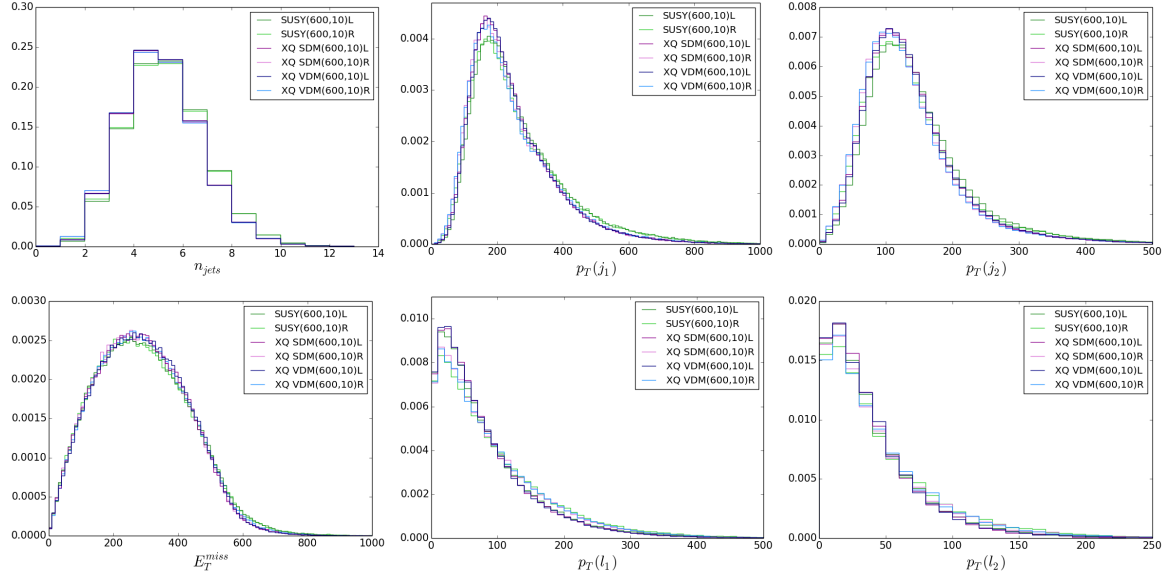 0.30
0.25
0.20
0.15
0.10
0.05
0.00
0 2 4 6 8 10 12 14
n_jets
SUSY(600,10)L
SUSY(600,10)R
XQ SDM(600,10)L
XQ SDM(600,10)R
XQ VDM(600,10)L
XQ VDM(600,10)R
0.004
0.003
0.002
0.001
0.000
0 200 400 600 800 1000
p_T(j_1)
SUSY(600,10)L
SUSY(600,10)R
XQ SDM(600,10)L
XQ SDM(600,10)R
XQ VDM(600,10)L
XQ VDM(600,10)R
0.008
0.007
0.006
0.005
0.004
0.003
0.002
0.001
0.000
0 100 200 300 400 500
p_T(j_2)
SUSY(600,10)L
SUSY(600,10)R
XQ SDM(600,10)L
XQ SDM(600,10)R
XQ VDM(600,10)L
XQ VDM(600,10)R
0.0030
0.0025
0.0020
0.0015
0.0010
0.0005
0.0000
0 200 400 600 800 1000
E_T^miss
SUSY(600,10)L
SUSY(600,10)R
XQ SDM(600,10)L
XQ SDM(600,10)R
XQ VDM(600,10)L
XQ VDM(600,10)R
0.010
0.008
0.006
0.004
0.002
0.000
0 100 200 300 400 500
p_T(l_1)
SUSY(600,10)L
SUSY(600,10)R
XQ SDM(600,10)L
XQ SDM(600,10)R
XQ VDM(600,10)L
XQ VDM(600,10)R
0.020
0.015
0.010
0.005
0.000
0 50 100 150 200 250
p_T(l_2)
SUSY(600,10)L
SUSY(600,10)R
XQ SDM(600,10)L
XQ SDM(600,10)R
XQ VDM(600,10)L
XQ VDM(600,10)R